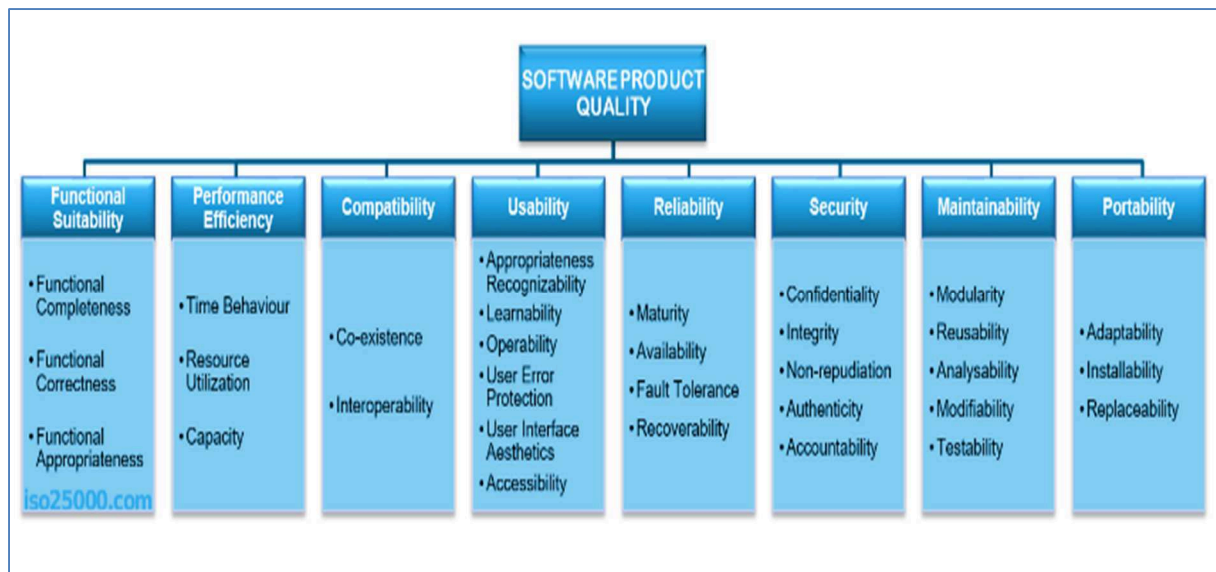 SOFTWARE PRODUCT
QUALITY
Functional
Suitability
• Functional
Completeness
• Functional
Correctness
• Functional
Appropriateness
iso25000.com
Performance
Efficiency
• Time Behaviour
• Resource
Utilization
• Capacity
Compatibility
• Co-existence
• Interoperability
Usability
• Appropriateness
Recognizability
• Learnability
• Operability
• User Error
Protection
• User Interface
Aesthetics
• Accessibility
Reliability
• Maturity
• Availability
• Fault Tolerance
• Recoverability
Security
• Confidentiality
• Integrity
• Non-repudiation
• Authenticity
• Accountability
Maintainability
• Modularity
• Reusability
• Analysability
• Modifiability
• Testability
Portability
• Adaptability
• Installability
• Replaceability